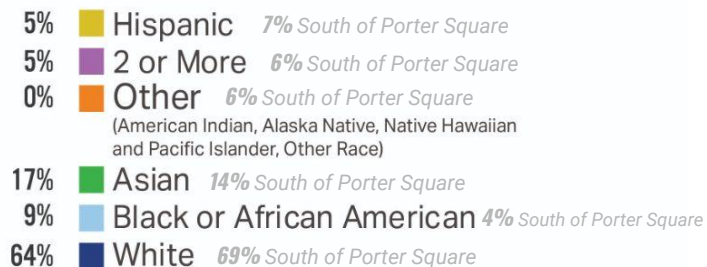 5% Hispanic 7% South of Porter Square
5% 2 or More 6% South of Porter Square
0% Other 6% South of Porter Square
(American Indian, Alaska Native, Native Hawaiian
and Pacific Islander, Other Race)
17% Asian 14% South of Porter Square
9% Black or African American 4% South of Porter Square
64% White 69% South of Porter Square